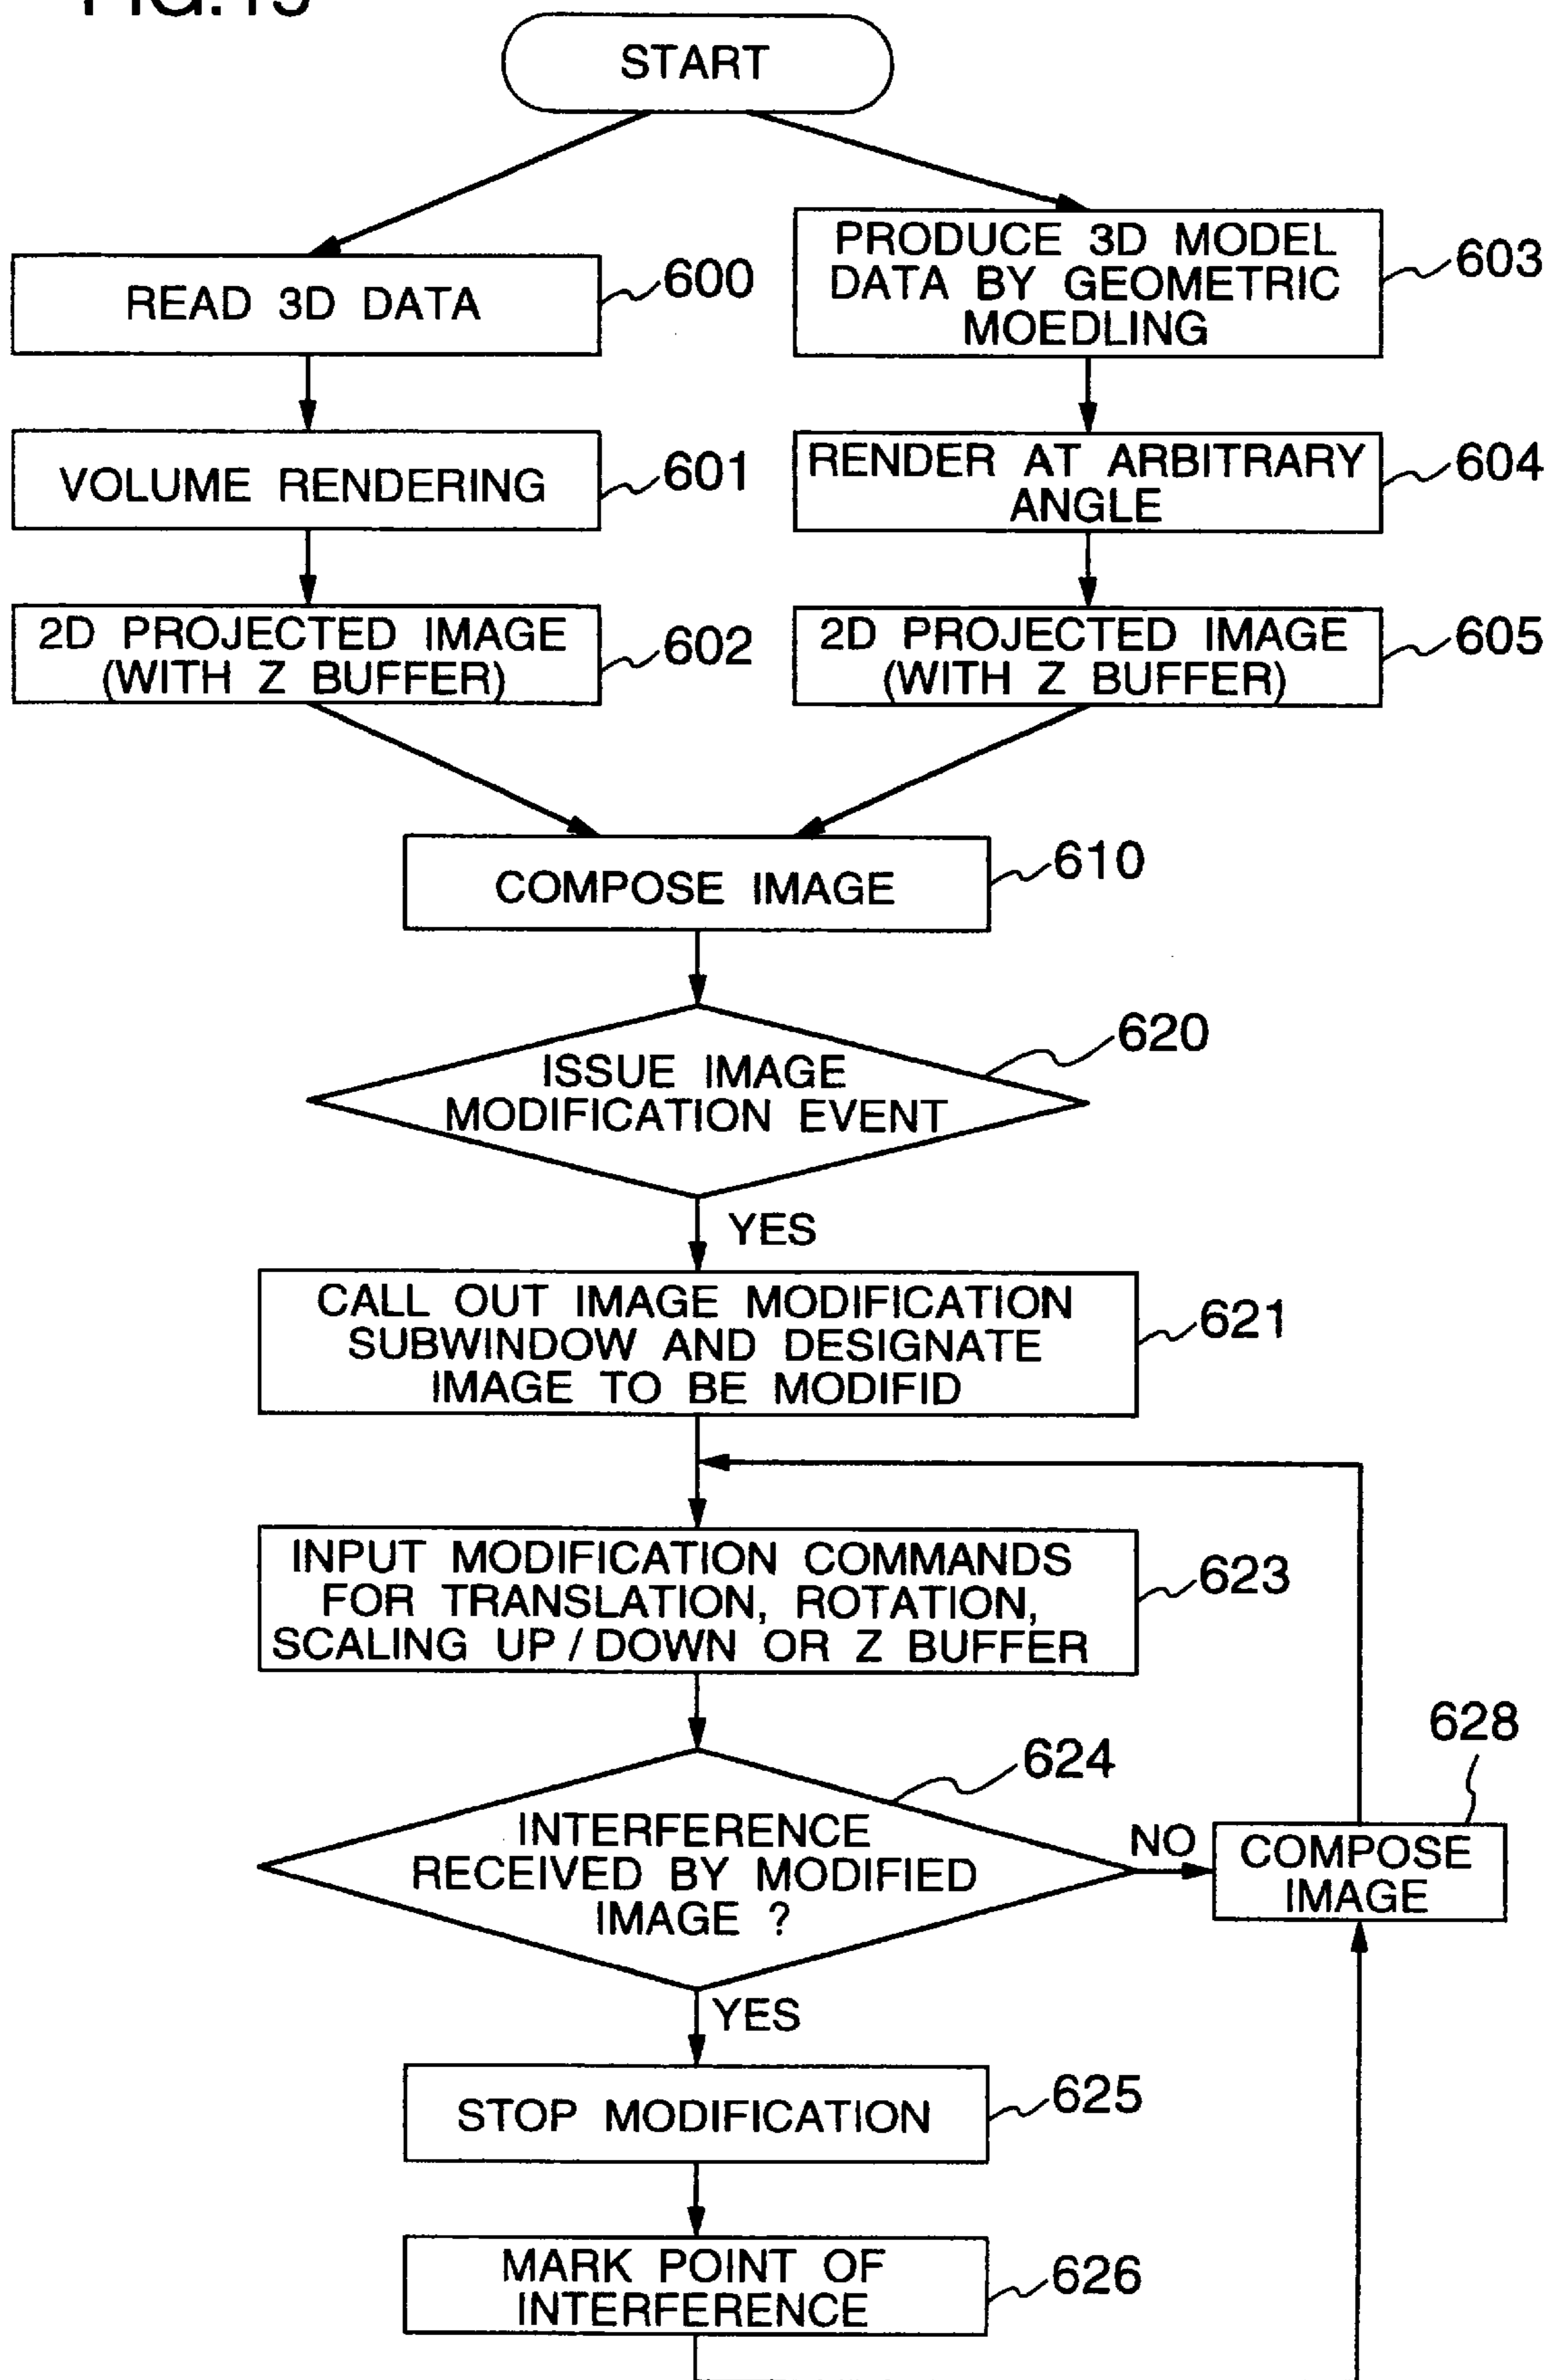 START
READ 3D DATA
600
PRODUCE 3D MODEL
DATA BY GEOMETRIC
MOEDLING
603
VOLUME RENDERING
601
RENDER AT ARBITRARY
ANGLE
604
2D PROJECTED IMAGE
(WITH Z BUFFER)
602
2D PROJECTED IMAGE
(WITH Z BUFFER)
605
COMPOSE IMAGE
610
ISSUE IMAGE
MODIFICATION EVENT
620
YES
CALL OUT IMAGE MODIFICATION
SUBWINDOW AND DESIGNATE
IMAGE TO BE MODIFID
621
INPUT MODIFICATION COMMANDS
FOR TRANSLATION, ROTATION,
SCALING UP / DOWN OR Z BUFFER
623
INTERFERENCE
RECEIVED BY MODIFIED
IMAGE ?
624
NO
COMPOSE
IMAGE
628
YES
STOP MODIFICATION
625
MARK POINT OF
INTERFERENCE
626